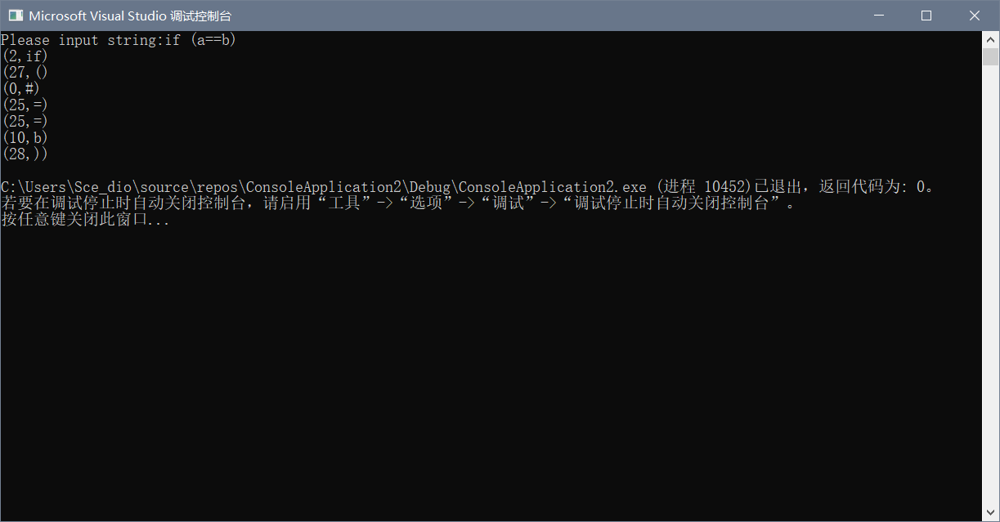 Microsoft Visual Studio 调试控制台
Please input string:if (a==b)
(2,if)
(27,()
(0,#)
(25,=)
(25,=)
(10,b)
(28,))
C:\Users\Sce_dio\source\repos\ConsoleApplication2\Debug\ConsoleApplication2.exe (进程 10452)已退出，返回代码为: 0。
若要在调试停止时自动关闭控制台，请启用“工具”->“选项”->“调试”->“调试停止时自动关闭控制台”。
按任意键关闭此窗口...